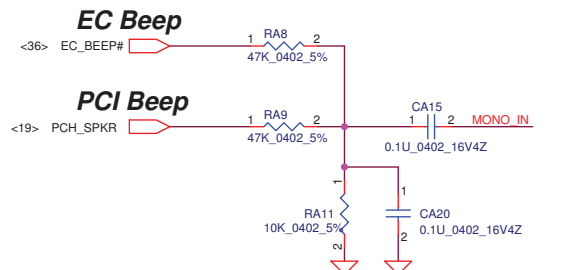 EC Beep
<36> EC_BEEP#
1 RA8 2
47K_0402_5%
PCI Beep
<19> PCH_SPKR
1 RA9 2
47K_0402_5%
CA15
1 2 MONO_IN
0.1U_0402_16V4Z
1
RA11
10K_0402_5%
2
1
CA20
0.1U_0402_16V4Z
2